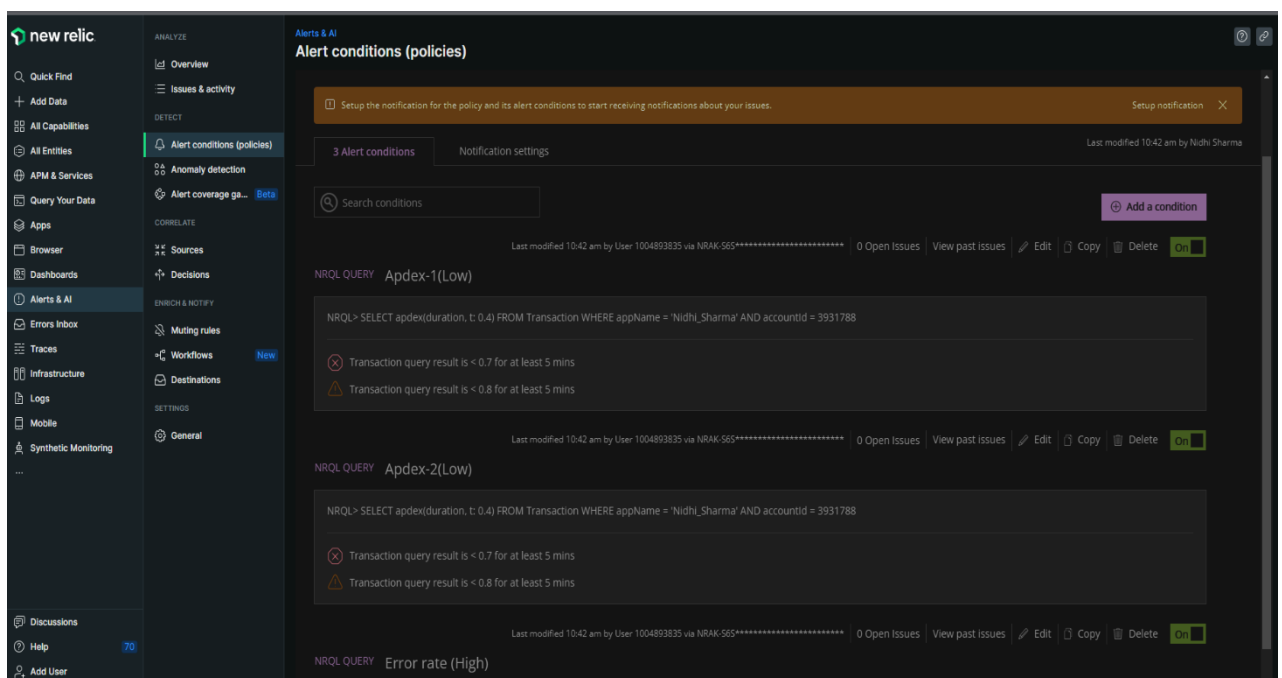 new relic.
Quick Find
Add Data
All Capabilities
All Entities
APM & Services
Query Your Data
Apps
Browser
Dashboards
Alerts & AI
Errors Inbox
Traces
Infrastructure
Logs
Mobile
Synthetic Monitoring
...
Discussions
Help 70
Add User
ANALYZE
Overview
Issues & activity
DETECT
Alert conditions (policies)
Anomaly detection
Alert coverage ga... Beta
CORRELATE
Sources
Decisions
ENRICH & NOTIFY
Muting rules
Workflows New
Destinations
SETTINGS
General
Alerts & AI
Alert conditions (policies)
Setup the notification for the policy and its alert conditions to start receiving notifications about your issues. Setup notification
3 Alert conditions Notification settings Last modified 10:42 am by Nidhi Sharma
Search conditions Add a condition
Last modified 10:42 am by User 1004893835 via NRAK-S6S************************ 0 Open Issues View past issues Edit Copy Delete On
NRQL QUERY Apdex-1(Low)
NRQL> SELECT apdex(duration, t: 0.4) FROM Transaction WHERE appName = 'Nidhi_Sharma' AND accountId = 3931788
Transaction query result is < 0.7 for at least 5 mins
Transaction query result is < 0.8 for at least 5 mins
Last modified 10:42 am by User 1004893835 via NRAK-S6S************************ 0 Open Issues View past issues Edit Copy Delete On
NRQL QUERY Apdex-2(Low)
NRQL> SELECT apdex(duration, t: 0.4) FROM Transaction WHERE appName = 'Nidhi_Sharma' AND accountId = 3931788
Transaction query result is < 0.7 for at least 5 mins
Transaction query result is < 0.8 for at least 5 mins
Last modified 10:42 am by User 1004893835 via NRAK-S6S************************ 0 Open Issues View past issues Edit Copy Delete On
NRQL QUERY Error rate (High)